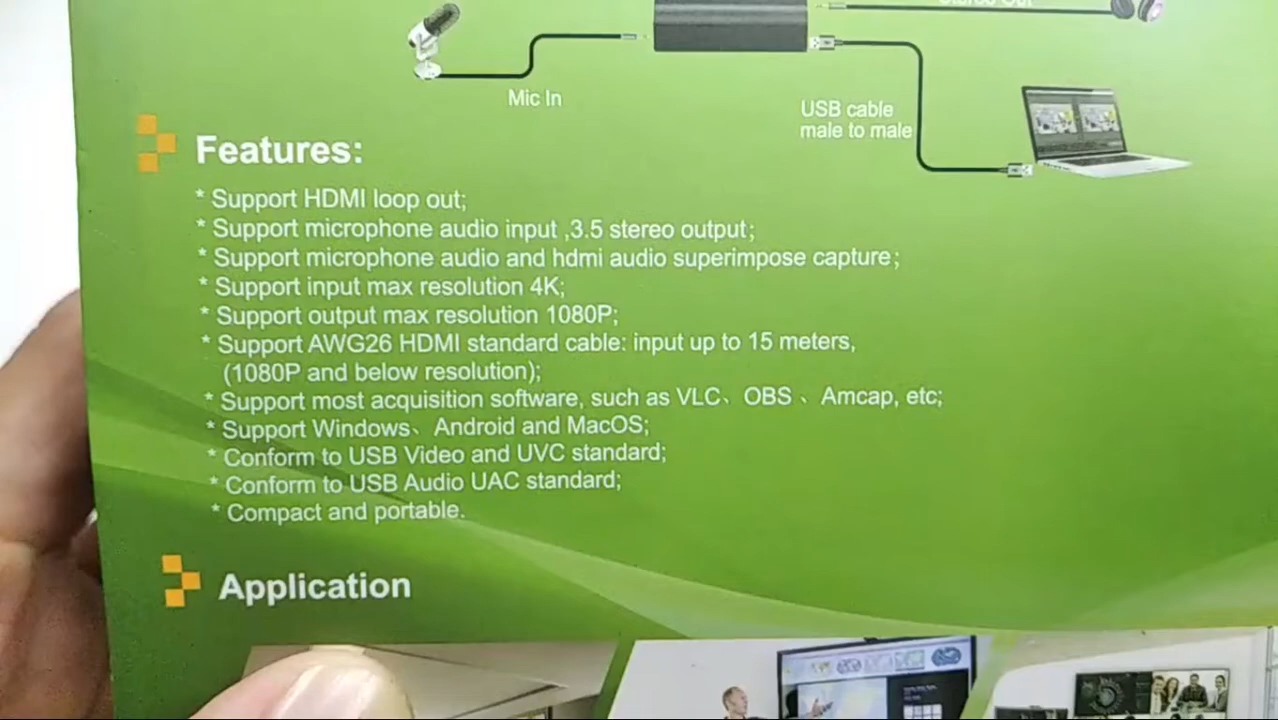 Stereo Out
Mic In
USB cable
male to male
Features:
* Support HDMI loop out;
* Support microphone audio input ,3.5 stereo output;
* Support microphone audio and hdmi audio superimpose capture;
* Support input max resolution 4K;
* Support output max resolution 1080P;
* Support AWG26 HDMI standard cable: input up to 15 meters,
(1080P and below resolution);
* Support most acquisition software, such as VLC、OBS 、Amcap, etc;
* Support Windows、Android and MacOS;
* Conform to USB Video and UVC standard;
* Conform to USB Audio UAC standard;
* Compact and portable.
Application